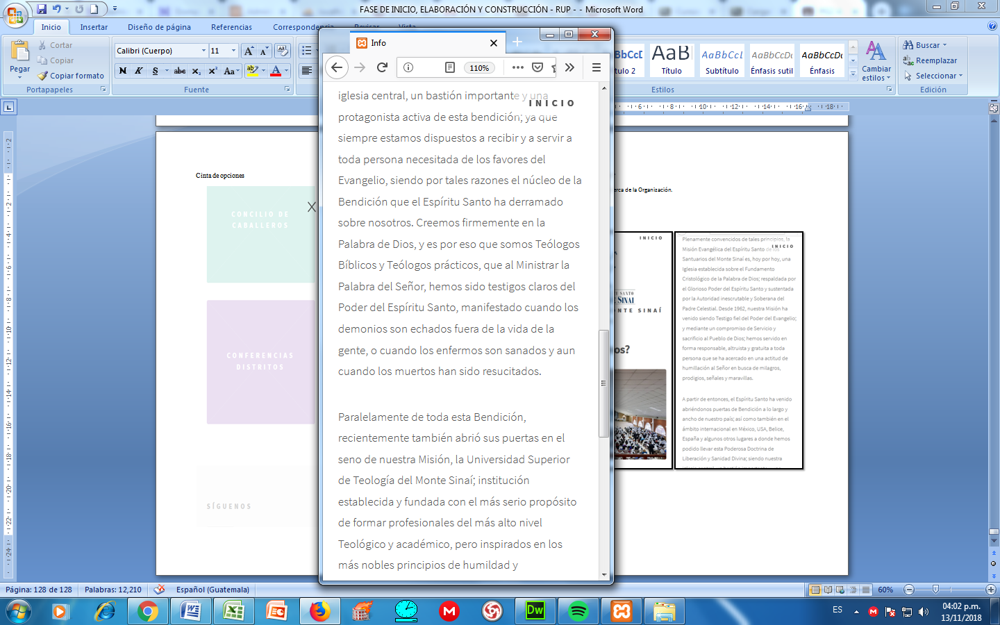 FASE DE INICIO, ELABORACIÓN Y CONSTRUCCIÓN - RUP - - Microsoft Word
Inicio
Insertar
Diseño de página
Referencias
Correspondencia
Revisar
Vista
Pegar
Cortar
Copiar
Copiar formato
Portapapeles
Calibri (Cuerpo)
11
N K S abc x₂ x² Aa
Fuente
Título 2
Título
Subtítulo
Énfasis sutil
Énfasis
Estilos
Cambiar
estilos
Buscar
Reemplazar
Seleccionar
Edición
Cinta de opciones
CONCILIO DE
CABALLEROS
X
CONFERENCIAS
DISTRITOS
SÍGUENOS
Info
110%
INICIO
iglesia central, un bastión importante y una
protagonista activa de esta bendición; ya que
siempre estamos dispuestos a recibir y a servir a
toda persona necesitada de los favores del
Evangelio, siendo por tales razones el núcleo de la
Bendición que el Espíritu Santo ha derramado
sobre nosotros. Creemos firmemente en la
Palabra de Dios, y es por eso que somos Teólogos
Bíblicos y Teólogos prácticos, que al Ministrar la
Palabra del Señor, hemos sido testigos claros del
Poder del Espíritu Santo, manifestado cuando los
demonios son echados fuera de la vida de la
gente, o cuando los enfermos son sanados y aun
cuando los muertos han sido resucitados.
Paralelamente de toda esta Bendición,
recientemente también abrió sus puertas en el
seno de nuestra Misión, la Universidad Superior
de Teología del Monte Sinaí; institución
establecida y fundada con el más serio propósito
de formar profesionales del más alto nivel
Teológico y académico, pero inspirados en los
más nobles principios de humildad y
erca de la Organización.
INICIO
SANTO
SINAI
ONTE SINAÍ
os?
Plenamente convencidos de tales principios, la
Misión Evangélica del Espíritu Santo de los
INICIO
Santuarios del Monte Sinaí es, hoy por hoy, una
Iglesia establecida sobre el Fundamento
Cristológico de la Palabra de Dios; respaldada por
el Glorioso Poder del Espíritu Santo y sustentada
por la Autoridad inescrutable y Soberana del
Padre Celestial. Desde 1962, nuestra Misión ha
venido siendo Testigo fiel del Poder del Evangelio;
y mediante un compromiso de Servicio y
sacrificio al Pueblo de Dios; hemos servido en
forma responsable, altruista y gratuita a toda
persona que se ha acercado en una actitud de
humillación al Señor en busca de milagros,
prodigios, señales y maravillas.
A partir de entonces, el Espíritu Santo ha venido
abriéndonos puertas de Bendición a lo largo y
ancho de nuestro país; así como también en el
ámbito internacional en México, USA, Belice,
España y algunos otros lugares a donde hemos
podido llevar esta Poderosa Doctrina de
Liberación y Sanidad Divina; siendo nuestra
Página: 128 de 128
Palabras: 12,210
Español (Guatemala)
60%
ES
04:02 p.m.
13/11/2018